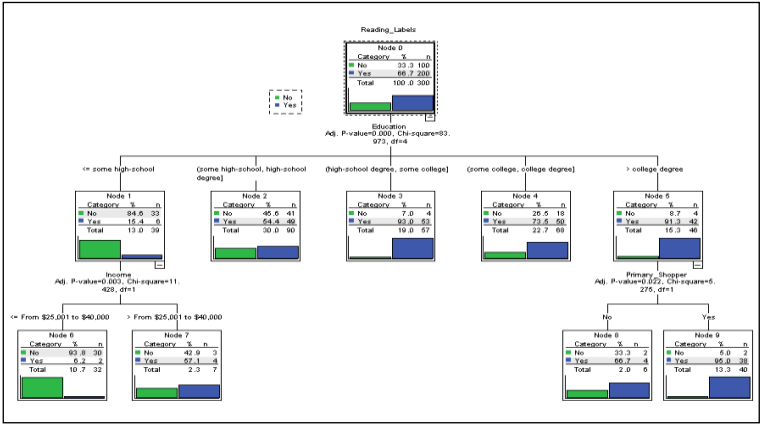 Reading_Labels
Node 0
Category % n
No 33.3 100
Yes 66.7 200
Total 100.0 300
No
Yes
Education
Adj. P-value=0.000, Chi-square=83.
973, df=4
<= some high-school
(some high-school, high-school
degree]
(high-school degree, some college]
(some college, college degree]
> college degree
Node 1
Category % n
No 84.6 33
Yes 15.4 6
Total 13.0 39
Node 2
Category % n
No 45.6 41
Yes 54.4 49
Total 30.0 90
Node 3
Category % n
No 7.0 4
Yes 93.0 53
Total 19.0 57
Node 4
Category % n
No 26.5 18
Yes 73.5 50
Total 22.7 68
Node 5
Category % n
No 8.7 4
Yes 91.3 42
Total 15.3 46
Income
Adj. P-value=0.003, Chi-square=11.
428, df=1
Primary_Shopper
Adj. P-value=0.022, Chi-square=5.
275, df=1
<= From $25,001 to $40,000
> From $25,001 to $40,000
No
Yes
Node 6
Category % n
No 93.8 30
Yes 6.2 2
Total 10.7 32
Node 7
Category % n
No 42.9 3
Yes 57.1 4
Total 2.3 7
Node 8
Category % n
No 33.3 2
Yes 66.7 4
Total 2.0 6
Node 9
Category % n
No 5.0 2
Yes 95.0 38
Total 13.3 40